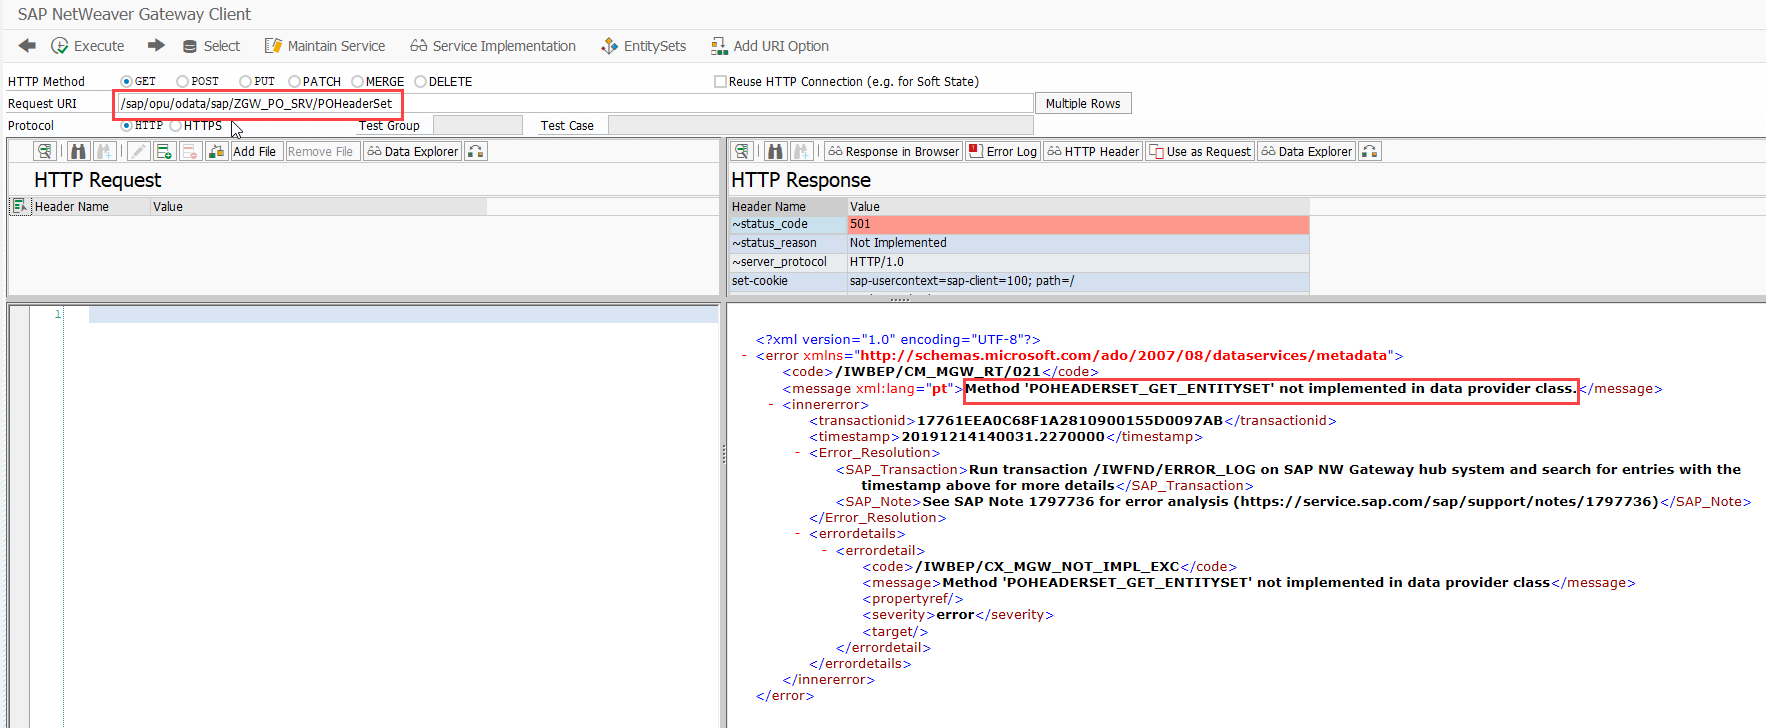 SAP NetWeaver Gateway Client
Execute Select Maintain Service Service Implementation EntitySets Add URI Option
HTTP Method GET POST PUT PATCH MERGE DELETE Reuse HTTP Connection (e.g. for Soft State)
Request URI /sap/opu/odata/sap/ZGW_PO_SRV/POHeaderSet Multiple Rows
Protocol HTTP HTTPS Test Group Test Case
Add File Remove File Data Explorer
Response in Browser Error Log HTTP Header Use as Request Data Explorer
HTTP Request
Header Name Value
HTTP Response
Header Name Value
~status_code 501
~status_reason Not Implemented
~server_protocol HTTP/1.0
set-cookie sap-usercontext=sap-client=100; path=/
1
<?xml version="1.0" encoding="UTF-8"?>
- <error xmlns="http://schemas.microsoft.com/ado/2007/08/dataservices/metadata">
<code>/IWBEP/CM_MGW_RT/021</code>
<message xml:lang="pt">Method 'POHEADERSET_GET_ENTITYSET' not implemented in data provider class.</message>
- <innererror>
<transactionid>17761EEA0C68F1A2810900155D0097AB</transactionid>
<timestamp>20191214140031.2270000</timestamp>
- <Error_Resolution>
<SAP_Transaction>Run transaction /IWFND/ERROR_LOG on SAP NW Gateway hub system and search for entries with the
timestamp above for more details</SAP_Transaction>
<SAP_Note>See SAP Note 1797736 for error analysis (https://service.sap.com/sap/support/notes/1797736)</SAP_Note>
</Error_Resolution>
- <errordetails>
- <errordetail>
<code>/IWBEP/CX_MGW_NOT_IMPL_EXC</code>
<message>Method 'POHEADERSET_GET_ENTITYSET' not implemented in data provider class</message>
<propertyref/>
<severity>error</severity>
<target/>
</errordetail>
</errordetails>
</innererror>
</error>